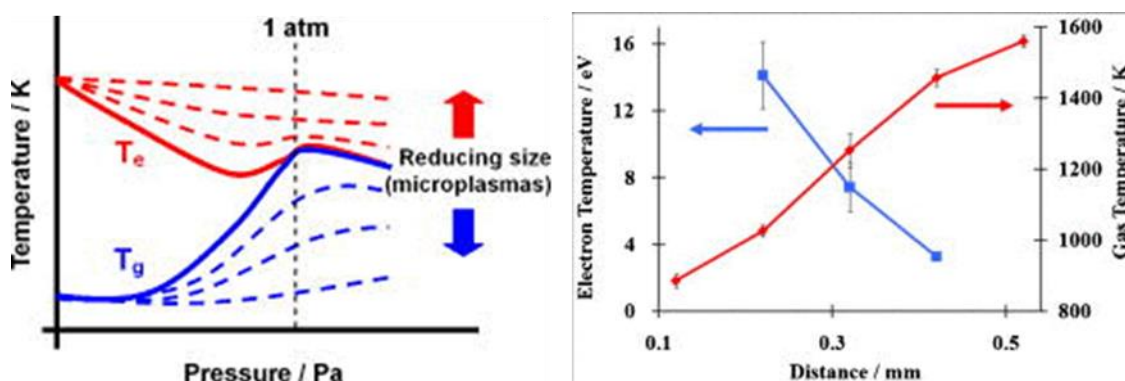 1 atm
Temperature / K
Te
Tg
Reducing size
(microplasmas)
Pressure / Pa
Electron Temperature / eV
16
12
8
4
0
0.1
0.3
0.5
Distance / mm
1600
1400
1200
1000
800
Gas Temperature / K